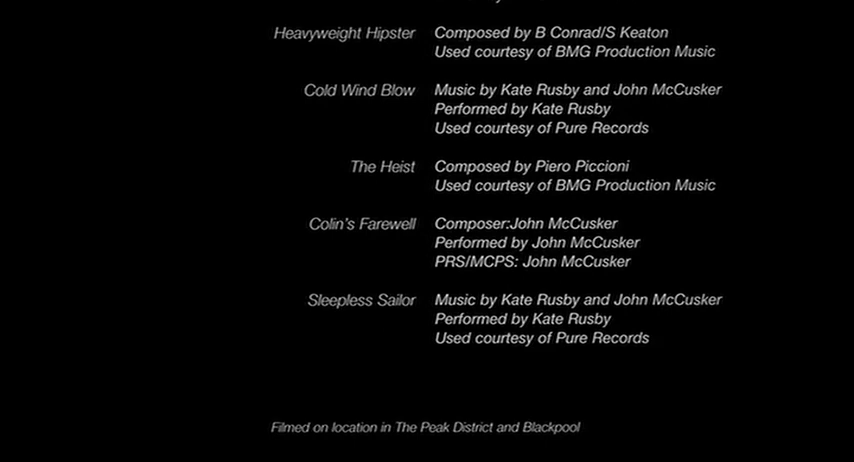 Heavyweight Hipster Composed by B Conrad/S Keaton
Used courtesy of BMG Production Music
Cold Wind Blow Music by Kate Rusby and John McCusker
Performed by Kate Rusby
Used courtesy of Pure Records
The Heist Composed by Piero Piccioni
Used courtesy of BMG Production Music
Colin's Farewell Composer:John McCusker
Performed by John McCusker
PRS/MCPS: John McCusker
Sleepless Sailor Music by Kate Rusby and John McCusker
Performed by Kate Rusby
Used courtesy of Pure Records
Filmed on location in The Peak District and Blackpool